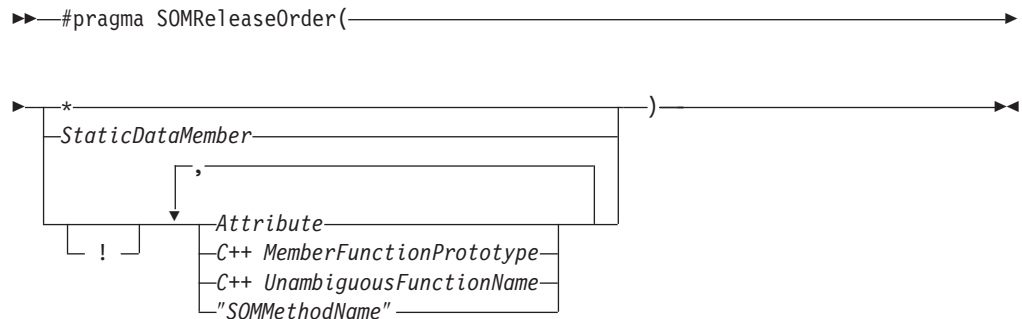 #pragma SOMReleaseOrder(
* )
StaticDataMember
,
Attribute
! C++ MemberFunctionPrototype
C++ UnambiguousFunctionName
"SOMMethodName"